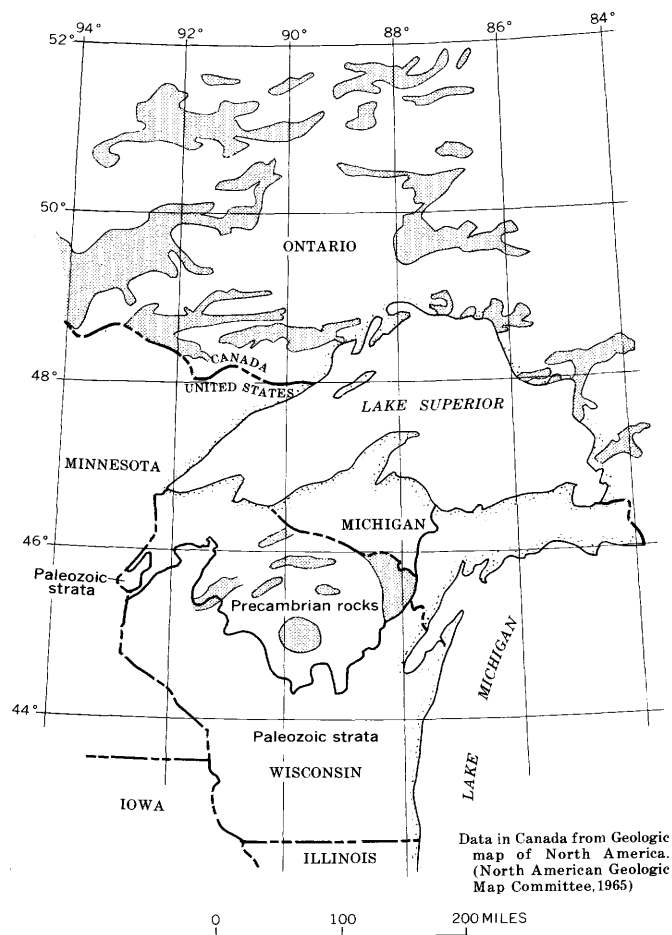 94°
92°
90°
88°
86°
84°
52°
50°
ONTARIO
CANADA
UNITED STATES
48°
LAKE SUPERIOR
MINNESOTA
MICHIGAN
46°
Paleozoic
strata
Precambrian rocks
LAKE MICHIGAN
44°
Paleozoic strata
WISCONSIN
IOWA
ILLINOIS
Data in Canada from Geologic
map of North America.
(North American Geologic
Map Committee, 1965)
0 100 200 MILES